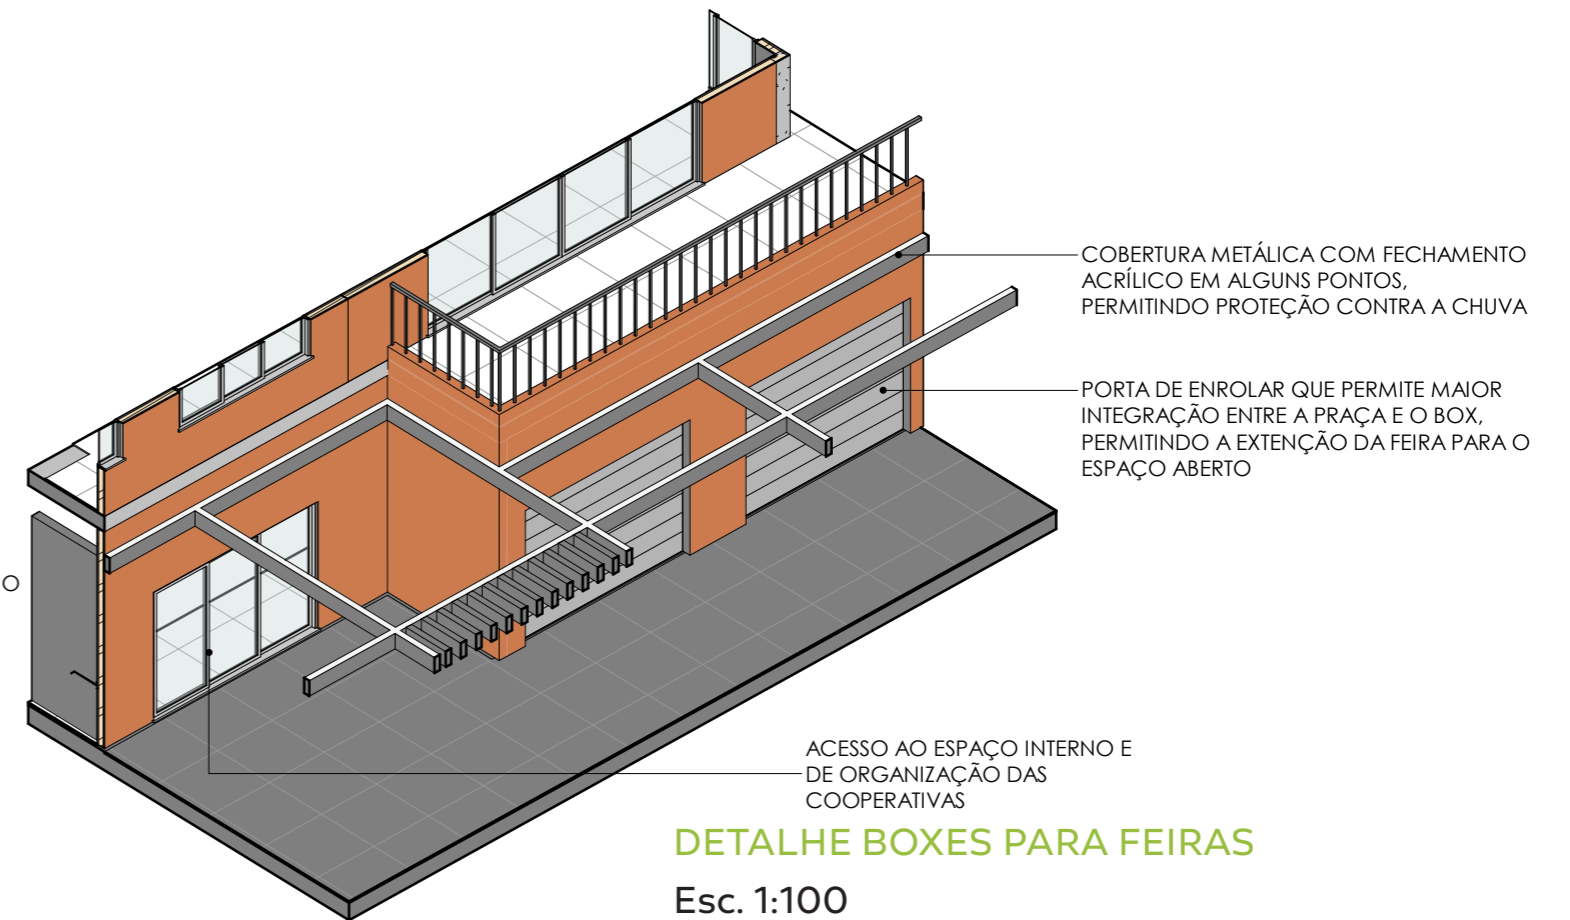 COBERTURA METÁLICA COM FECHAMENTO
ACRÍLICO EM ALGUNS PONTOS,
PERMITINDO PROTEÇÃO CONTRA A CHUVA
PORTA DE ENROLAR QUE PERMITE MAIOR
INTEGRAÇÃO ENTRE A PRAÇA E O BOX,
PERMITINDO A EXTENÇÃO DA FEIRA PARA O
ESPAÇO ABERTO
O
ACESSO AO ESPAÇO INTERNO E
DE ORGANIZAÇÃO DAS
COOPERATIVAS
DETALHE BOXES PARA FEIRAS
Esc. 1:100